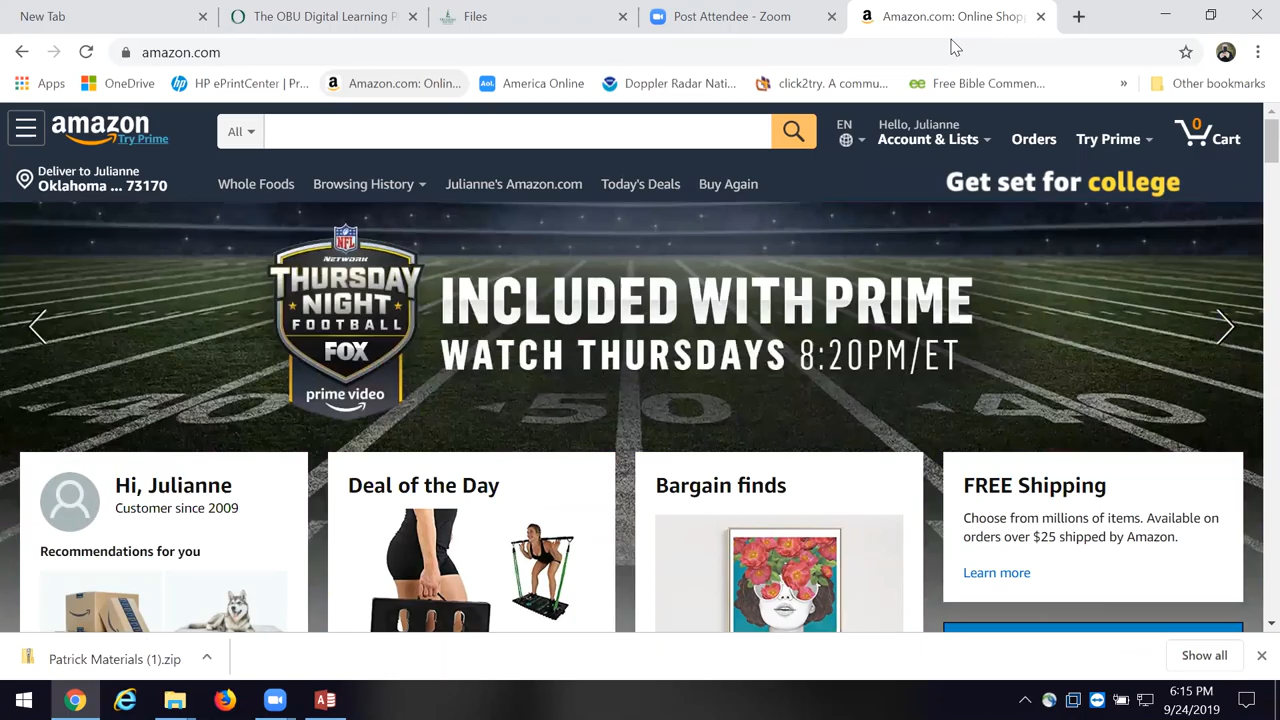 New Tab
The OBU Digital Learning P
Files
Post Attendee - Zoom
Amazon.com: Online Shopp
amazon.com
Apps
OneDrive
HP ePrintCenter | Pr...
Amazon.com: Onlin...
America Online
Doppler Radar Nati...
click2try. A commu...
Free Bible Commen...
»
Other bookmarks
amazon
Try Prime
All
EN
Hello, Julianne
Account & Lists
Orders
Try Prime
0
Cart
Deliver to Julianne
Oklahoma ... 73170
Whole Foods
Browsing History
Julianne's Amazon.com
Today's Deals
Buy Again
Get set for college
NFL
NETWORK
THURSDAY
NIGHT
FOOTBALL
FOX
prime video
INCLUDED WITH PRIME
WATCH THURSDAYS 8:20PM/ET
40
50
40
Hi, Julianne
Customer since 2009
Recommendations for you
Deal of the Day
Bargain finds
FREE Shipping
Choose from millions of items. Available on
orders over $25 shipped by Amazon.
Learn more
Patrick Materials (1).zip
Show all
6:15 PM
9/24/2019